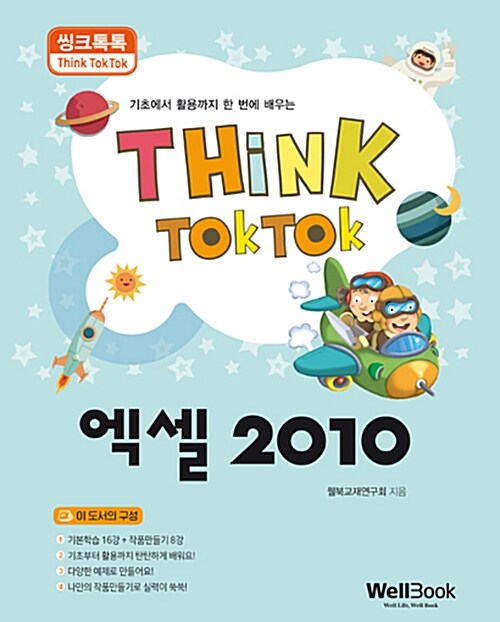 씽크톡톡
Think TokTok
기초에서 활용까지 한 번에 배우는
THiNK
TOKTOK
엑셀 2010
웰북교재연구회 지음
이 도서의 구성
1 기본학습 16강 + 작품만들기 8강
2 기초부터 활용까지 탄탄하게 배워요!
3 다양한 예제로 만들어요!
4 나만의 작품만들기로 실력이 쑥쑥!
WellBook
Well Life, Well Book